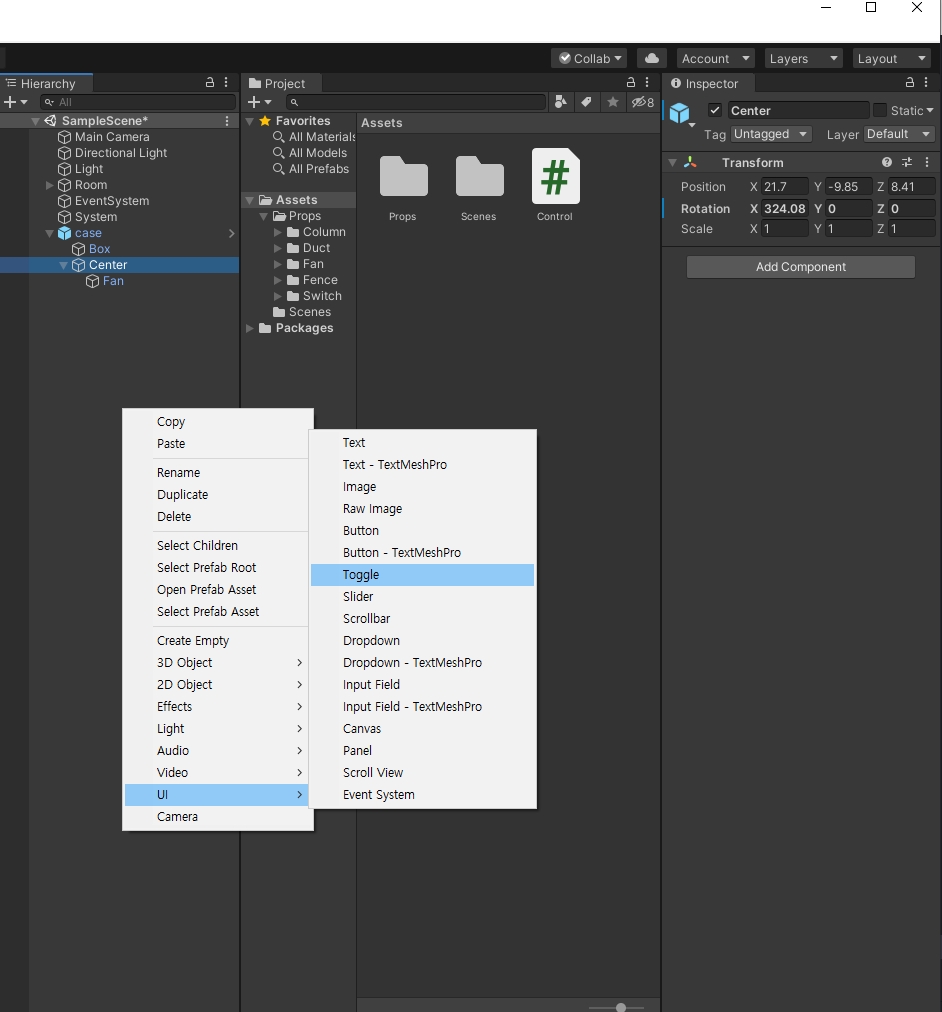 Collab
Account
Layers
Layout
Hierarchy
All
SampleScene*
Main Camera
Directional Light
Light
Room
EventSystem
System
case
Box
Center
Fan
Project
8
Favorites
All Materials
All Models
All Prefabs
Assets
Props
Column
Duct
Fan
Fence
Switch
Scenes
Packages
Assets
Props
Scenes
#
Control
Inspector
Center
Static
Tag Untagged Layer Default
Transform
Position X 21.7 Y -9.85 Z 8.41
Rotation X 324.08 Y 0 Z 0
Scale X 1 Y 1 Z 1
Add Component
Copy
Paste
Rename
Duplicate
Delete
Select Children
Select Prefab Root
Open Prefab Asset
Select Prefab Asset
Create Empty
3D Object
2D Object
Effects
Light
Audio
Video
UI
Camera
Text
Text - TextMeshPro
Image
Raw Image
Button
Button - TextMeshPro
Toggle
Slider
Scrollbar
Dropdown
Dropdown - TextMeshPro
Input Field
Input Field - TextMeshPro
Canvas
Panel
Scroll View
Event System